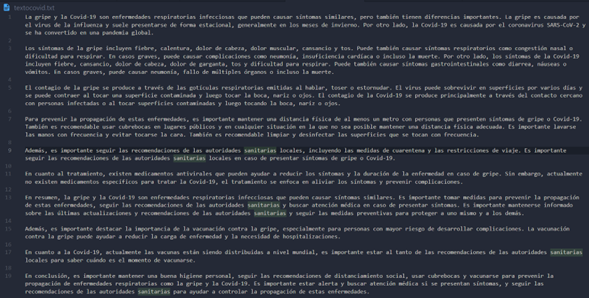 textocovid.txt
1 La gripe y la Covid-19 son enfermedades respiratorias infecciosas que pueden causar síntomas similares, pero también tienen diferencias importantes. La gripe es causada por
el virus de la influenza y suele presentarse de forma estacional, generalmente en los meses de invierno. Por otro lado, la Covid-19 es causada por el coronavirus SARS-CoV-2 y
se ha convertido en una pandemia global.
2
3 Los síntomas de la gripe incluyen fiebre, calentura, dolor de cabeza, dolor muscular, cansancio y tos. Puede también causar síntomas respiratorios como congestión nasal o
dificultad para respirar. En casos graves, puede causar complicaciones como neumonía, insuficiencia cardíaca o incluso la muerte. Por otro lado, los síntomas de la Covid-19
incluyen fiebre, cansancio, dolor de cabeza, dolor de garganta, tos y dificultad para respirar. Puede también causar síntomas gastrointestinales como diarrea, náuseas o
vómitos. En casos graves, puede causar neumonía, fallo de múltiples órganos o incluso la muerte.
4
5 El contagio de la gripe se produce a través de las gotículas respiratorias emitidas al hablar, toser o estornudar. El virus puede sobrevivir en superficies por varios días y
se puede contraer al tocar una superficie contaminada y luego tocar la boca, nariz o ojos. El contagio de la Covid-19 se produce principalmente a través del contacto cercano
con personas infectadas o al tocar superficies contaminadas y luego tocando la boca, nariz o ojos.
6
7 Para prevenir la propagación de estas enfermedades, es importante mantener una distancia física de al menos un metro con personas que presenten síntomas de gripe o Covid-19.
También es recomendable usar cubrebocas en lugares públicos y en cualquier situación en la que no sea posible mantener una distancia física adecuada. Es importante lavarse
las manos con frecuencia y evitar tocarse la cara. También es recomendable limpiar y desinfectar las superficies que se tocan con frecuencia.
8
9 Además, es importante seguir las recomendaciones de las autoridades sanitarias locales, incluyendo las medidas de cuarentena y las restricciones de viaje. Es importante
seguir las recomendaciones de las autoridades sanitarias locales en caso de presentar síntomas de gripe o Covid-19.
10
11 En cuanto al tratamiento, existen medicamentos antivirales que pueden ayudar a reducir los síntomas y la duración de la enfermedad en caso de gripe. Sin embargo, actualmente
no existen medicamentos específicos para tratar la Covid-19, el tratamiento se enfoca en aliviar los síntomas y prevenir complicaciones.
12
13 En resumen, la gripe y la Covid-19 son enfermedades respiratorias infecciosas que pueden causar síntomas similares. Es importante tomar medidas para prevenir la propagación
de estas enfermedades, seguir las recomendaciones de las autoridades sanitarias y buscar atención médica en caso de presentar síntomas. Es importante mantenerse informado
sobre las últimas actualizaciones y recomendaciones de las autoridades sanitarias y seguir las medidas preventivas para proteger a uno mismo y a los demás.
14
15 Además, es importante destacar la importancia de la vacunación contra la gripe, especialmente para personas con mayor riesgo de desarrollar complicaciones. La vacunación
contra la gripe puede ayudar a reducir la carga de enfermedad y la necesidad de hospitalizaciones.
16
17 En cuanto a la Covid-19, actualmente las vacunas están siendo distribuidas a nivel mundial, es importante estar al tanto de las recomendaciones de las autoridades sanitarias
locales para saber cuándo es el momento de vacunarse.
18
19 En conclusión, es importante mantener una buena higiene personal, seguir las recomendaciones de distanciamiento social, usar cubrebocas y vacunarse para prevenir la
propagación de enfermedades respiratorias como la gripe y la Covid-19. Es importante estar alerta y buscar atención médica si se presentan síntomas, y seguir las
recomendaciones de las autoridades sanitarias para ayudar a controlar la propagación de estas enfermedades.